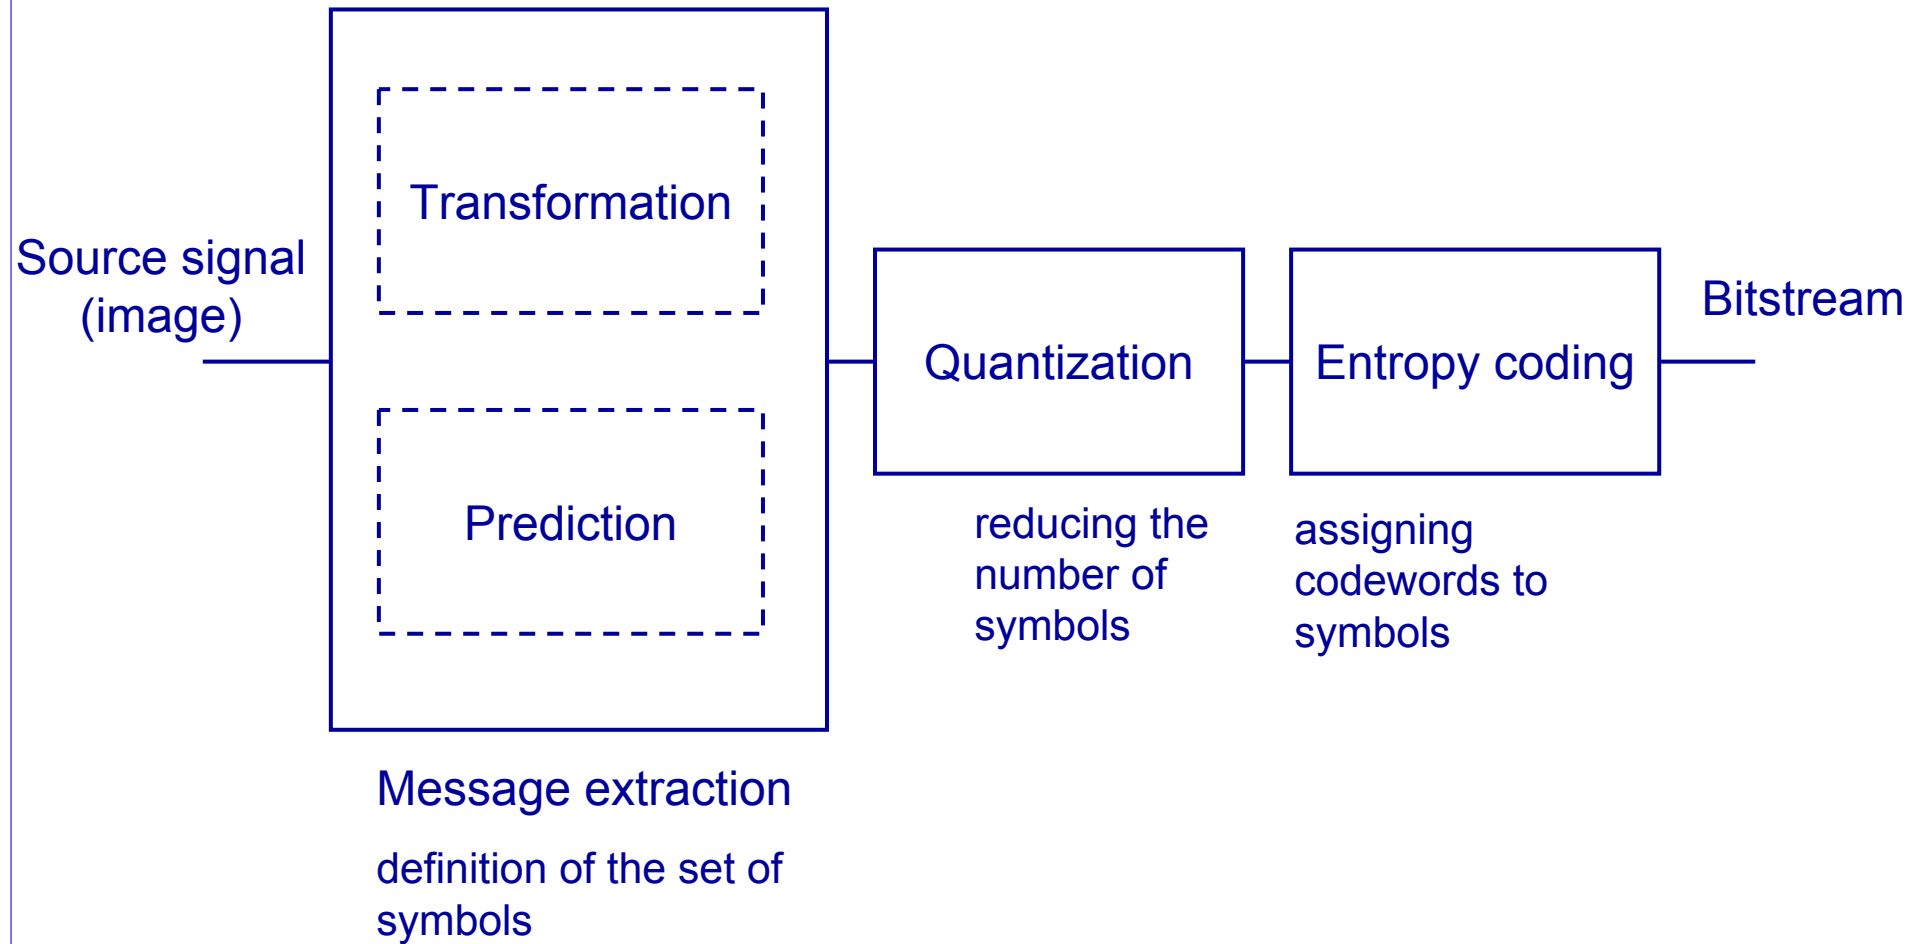 Source signal
(image)
Transformation
Prediction
Message extraction
definition of the set of
symbols
Quantization
reducing the
number of
symbols
Entropy coding
assigning
codewords to
symbols
Bitstream